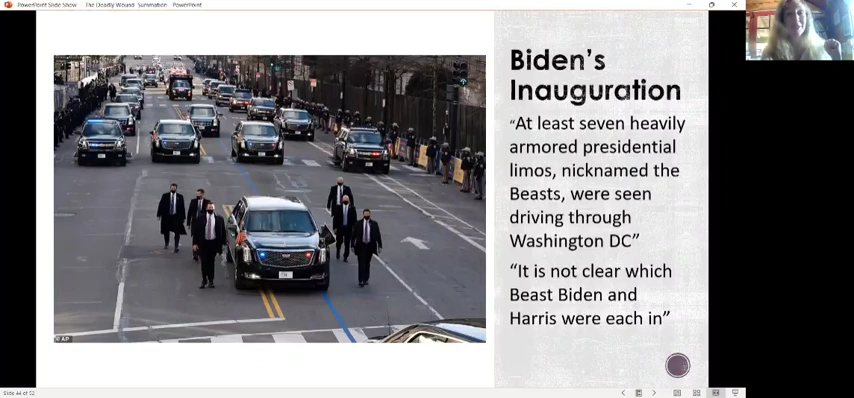 PowerPoint Slide Show - The Deadly Wound Summation - PowerPoint
Biden's
Inauguration
"At least seven heavily
armored presidential
limos, nicknamed the
Beasts, were seen
driving through
Washington DC"
"It is not clear which
Beast Biden and
Harris were each in"
© AP
Slide 44 of 52